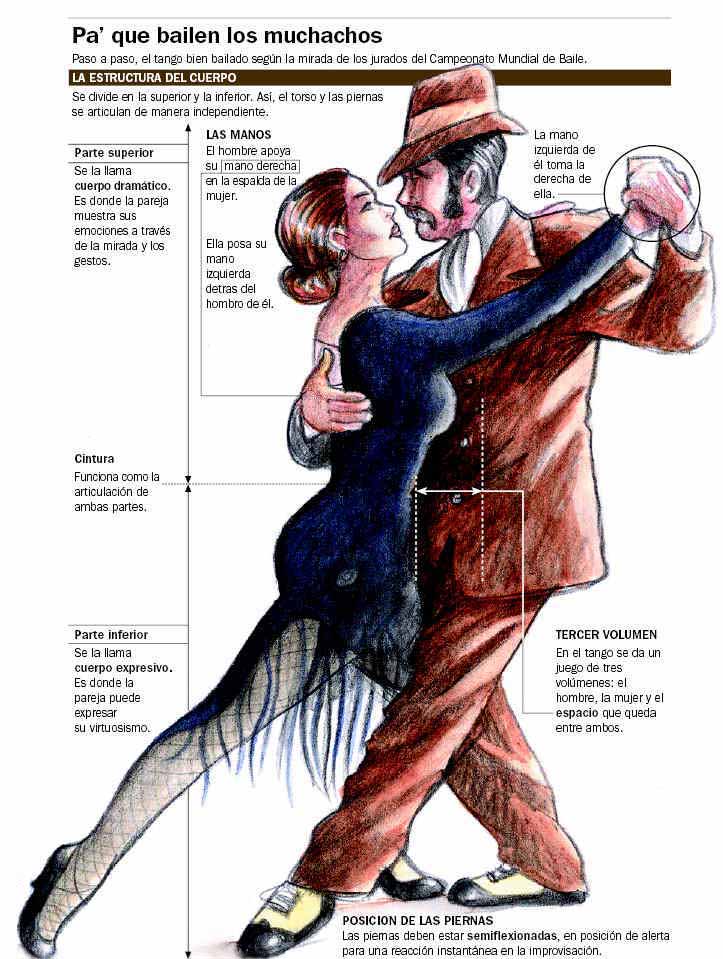 Pa’ que bailen los muchachos
Paso a paso, el tango bien bailado según la mirada de los jurados del Campeonato Mundial de Baile.
LA ESTRUCTURA DEL CUERPO
Se divide en la superior y la inferior. Así, el torso y las piernas
se articulan de manera independiente.
Parte superior
Se la llama
cuerpo dramático.
Es donde la pareja
muestra sus
emociones a través
de la mirada y los
gestos.
LAS MANOS
El hombre apoya
su mano derecha
en la espalda de la
mujer.
Ella posa su
mano
izquierda
detras del
hombro de él.
La mano
izquierda de
él toma la
derecha de
ella.
Cintura
Funciona como la
articulación de
ambas partes.
Parte inferior
Se la llama
cuerpo expresivo.
Es donde la
pareja puede
expresar
su virtuosismo.
TERCER VOLUMEN
En el tango se da un
juego de tres
volúmenes: el
hombre, la mujer y el
espacio que queda
entre ambos.
POSICION DE LAS PIERNAS
Las piernas deben estar semiflexionadas, en posición de alerta
para una reacción instantánea en la improvisación.